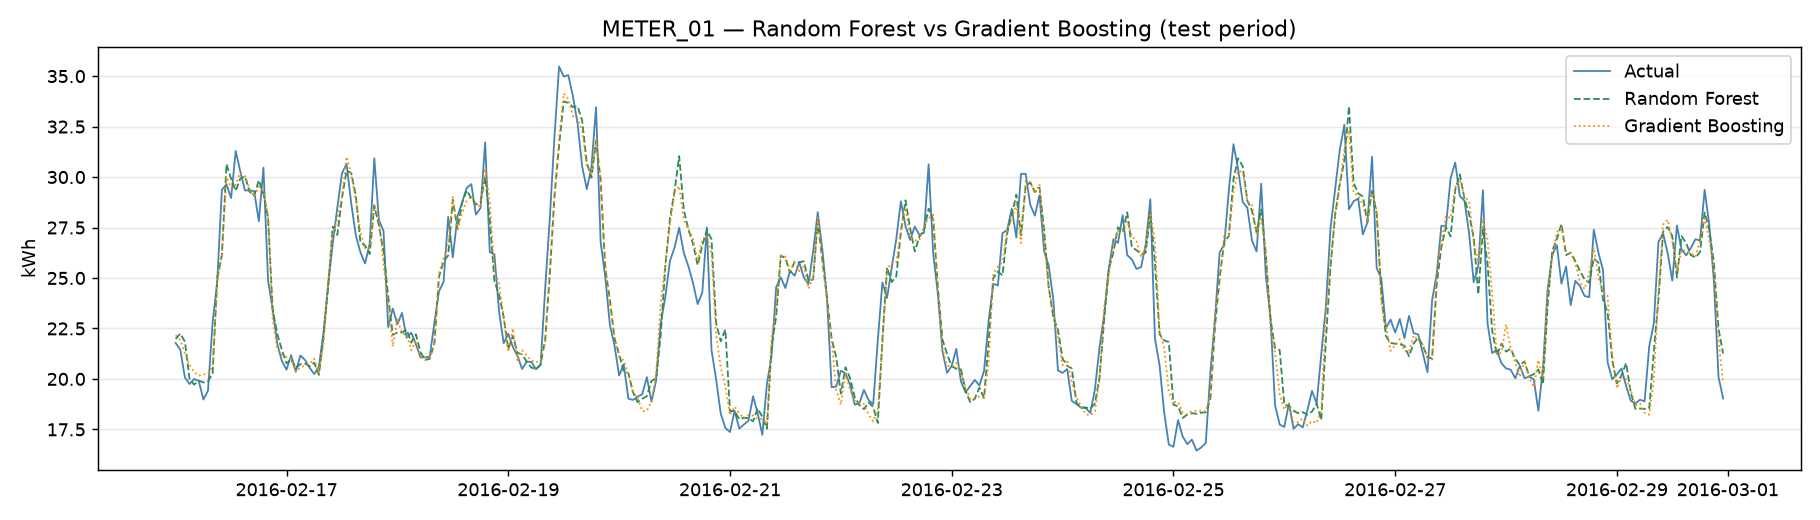 METER_01 — Random Forest vs Gradient Boosting (test period)
kWh
35.0
32.5
30.0
27.5
25.0
22.5
20.0
17.5
Actual
Random Forest
Gradient Boosting
2016-02-17 2016-02-19 2016-02-21 2016-02-23 2016-02-25 2016-02-27 2016-02-29 2016-03-01